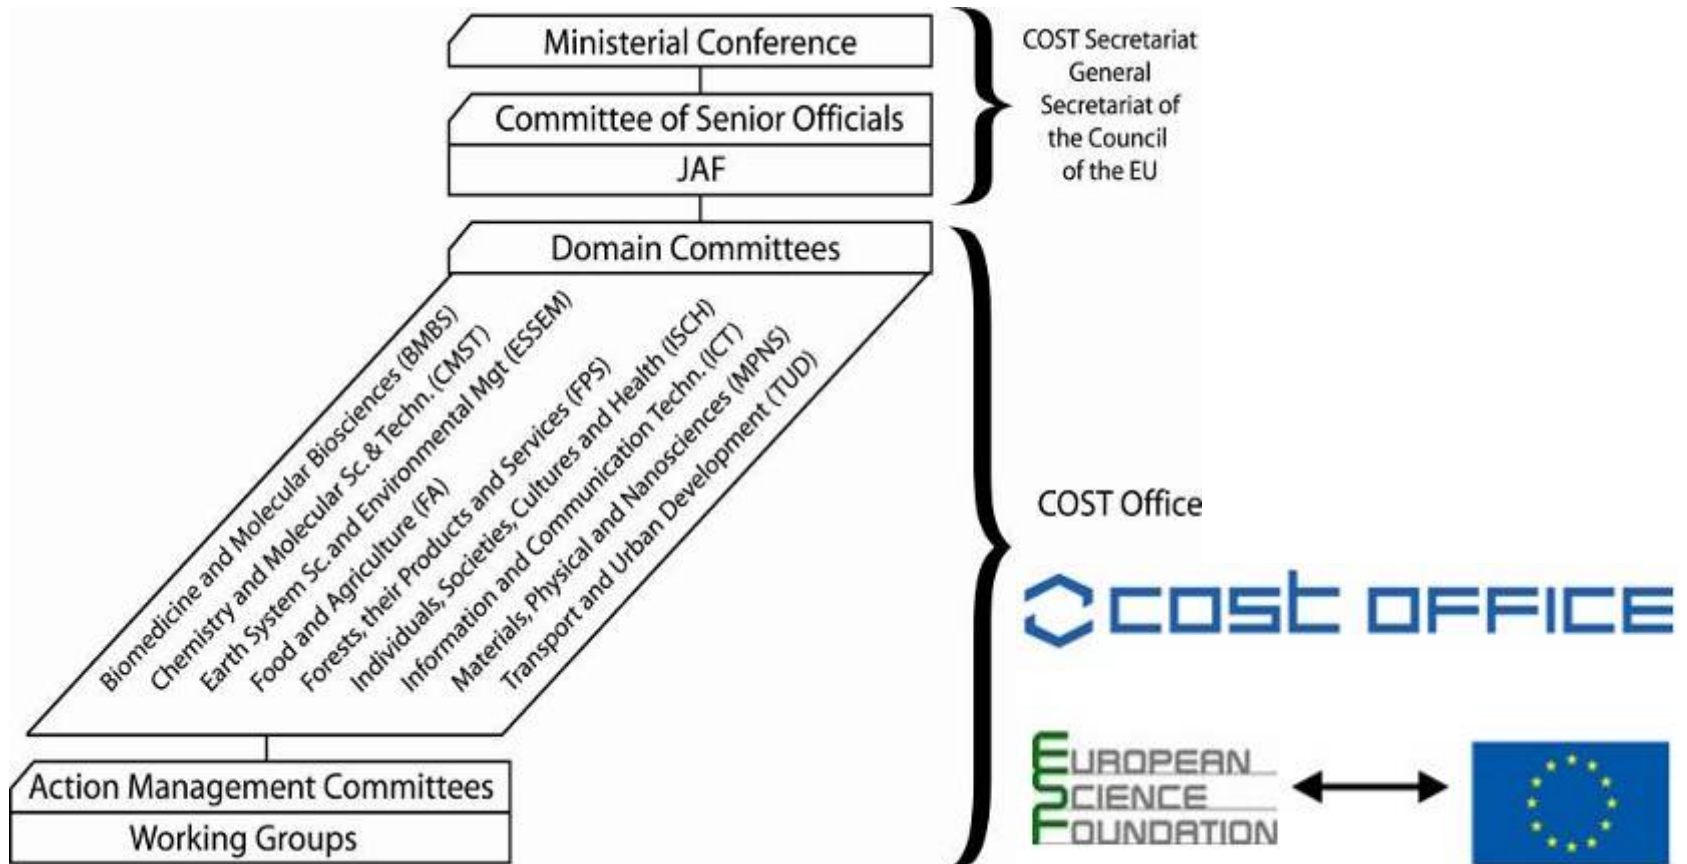 Ministerial Conference
Committee of Senior Officials
JAF
COST Secretariat
General
Secretariat of
the Council
of the EU
Domain Committees
Biomedicine and Molecular Biosciences (BMBS)
Chemistry and Molecular Sc. & Techn. (CMST)
Earth System Sc. and Environmental Mgt (ESSEM)
Food and Agriculture (FA)
Forests, their Products and Services (FPS)
Individuals, Societies, Cultures and Health (ISCH)
Information and Communication Techn. (ICT)
Materials, Physical and Nanosciences (MPNS)
Transport and Urban Development (TUD)
Action Management Committees
Working Groups
COST Office
COST OFFICE
EUROPEAN
SCIENCE
FOUNDATION